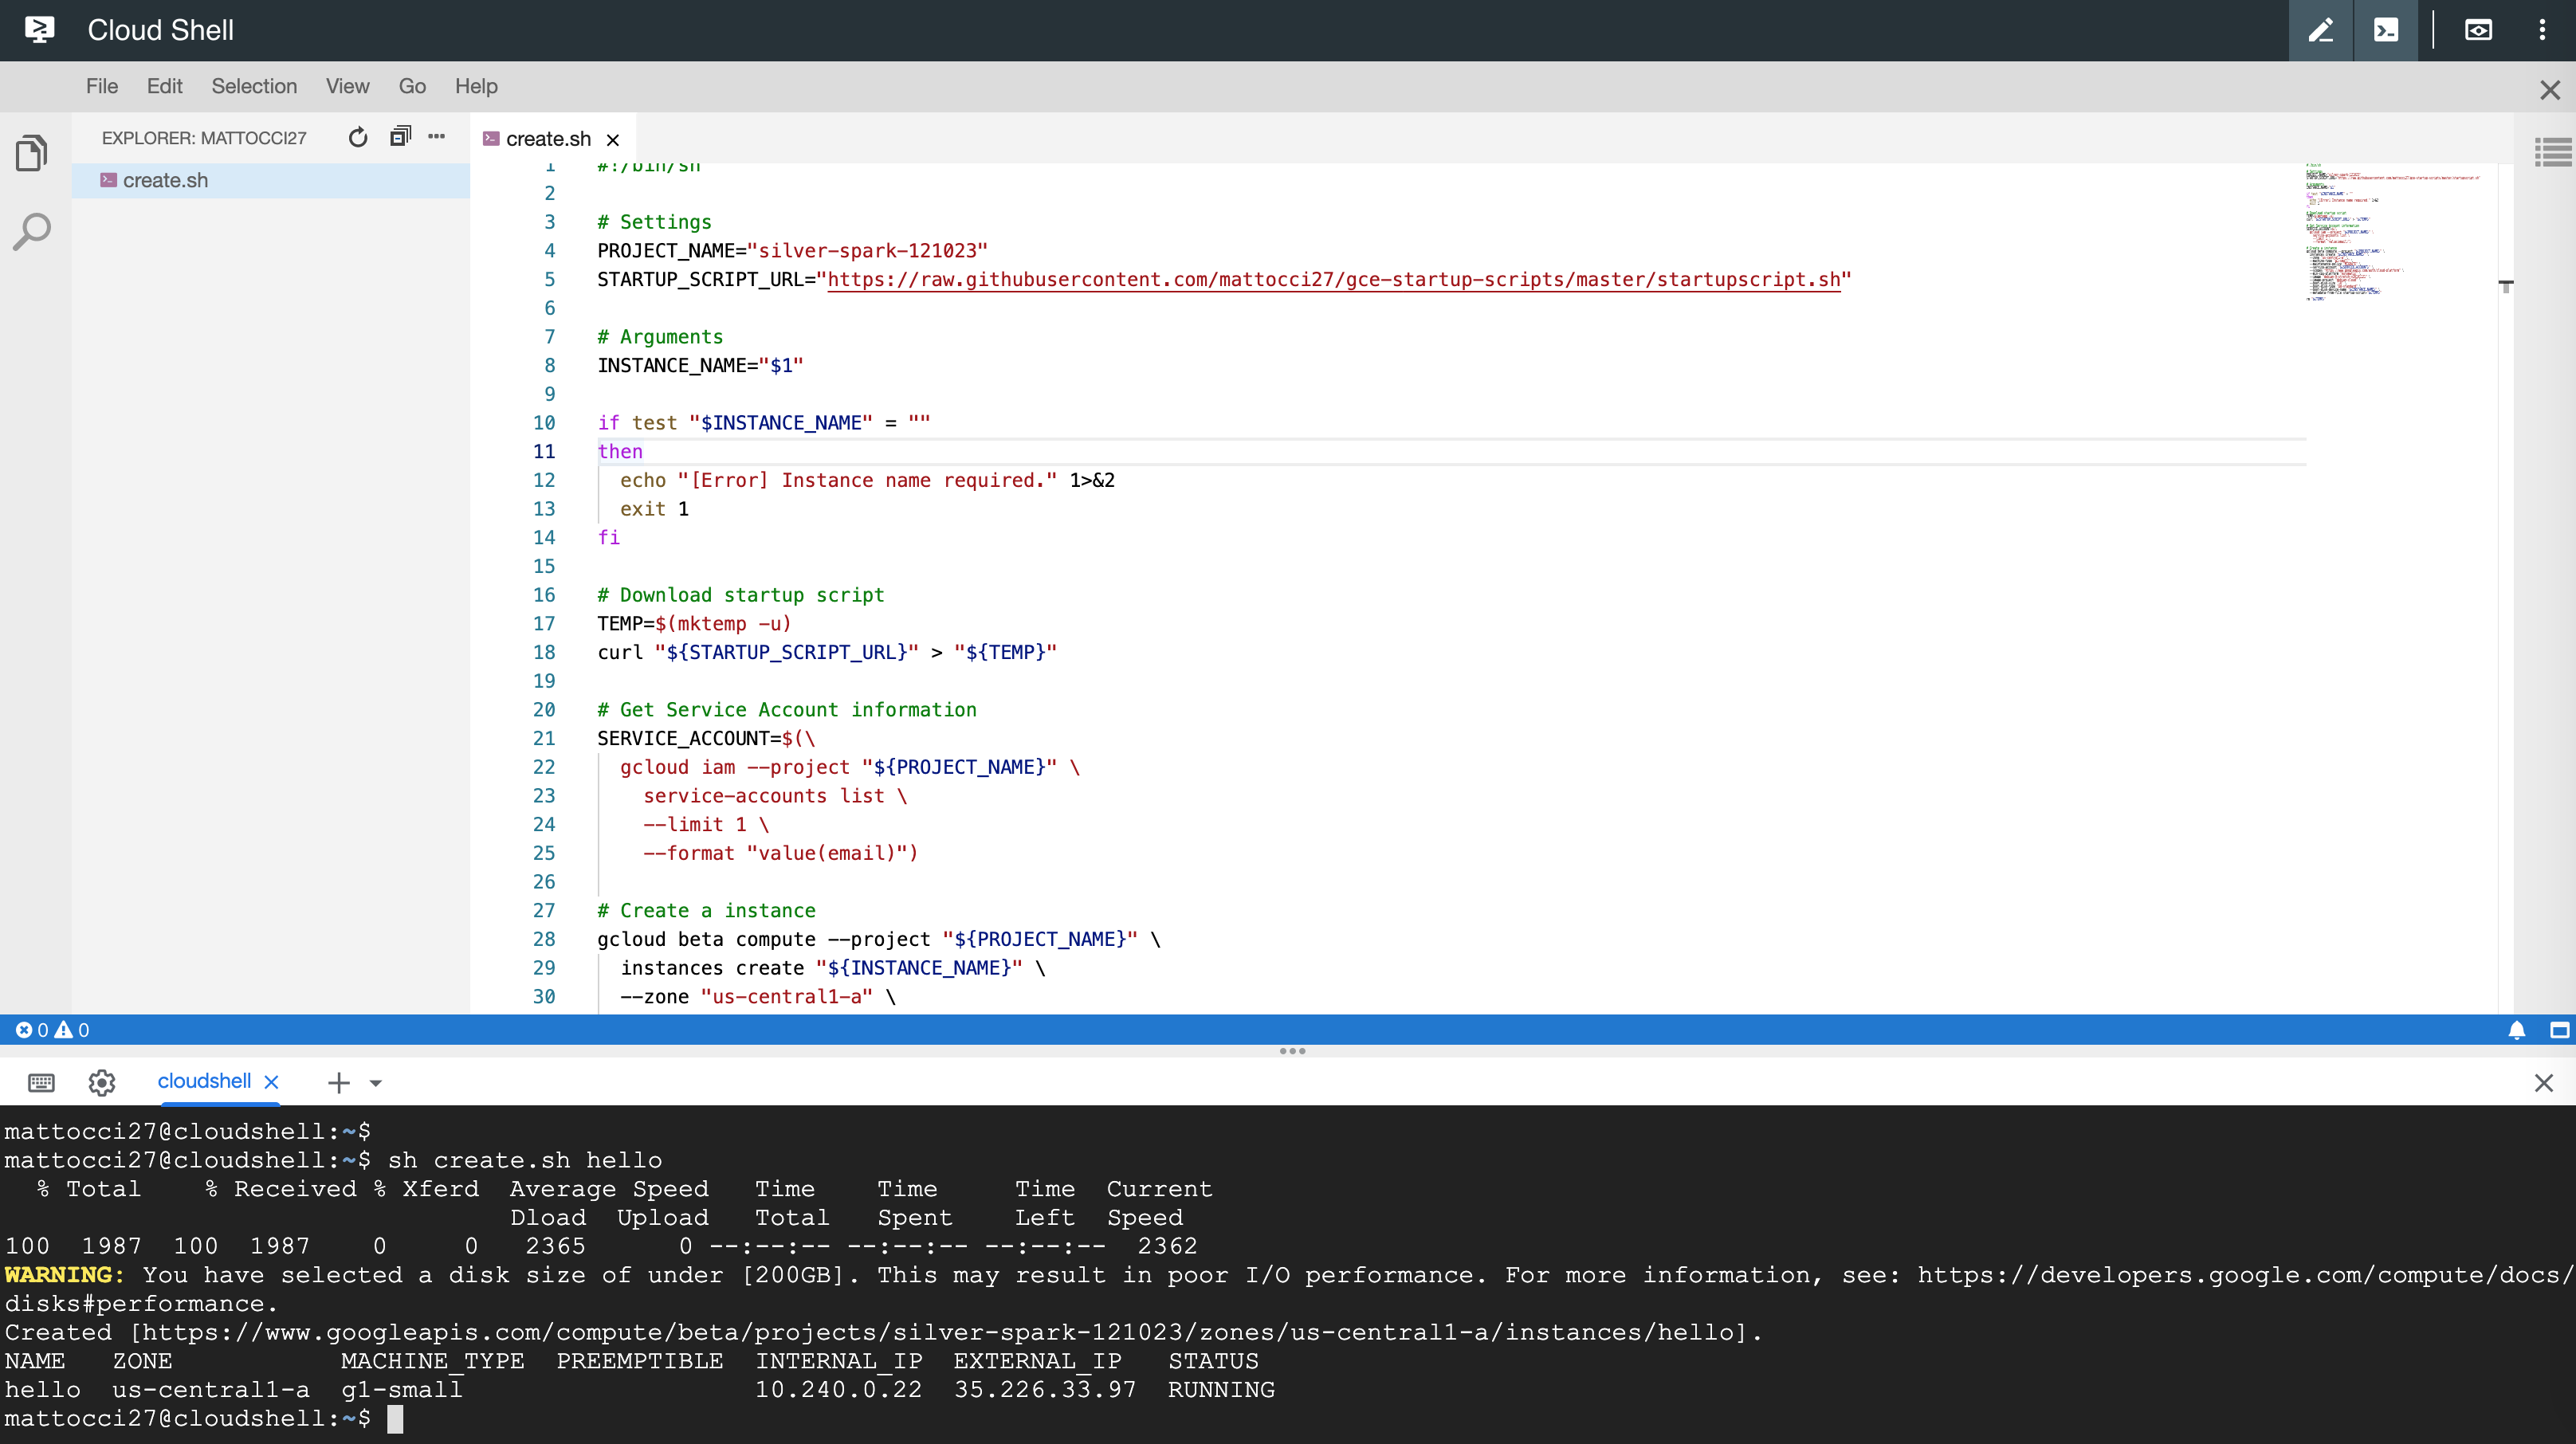 Cloud Shell
File Edit Selection View Go Help
EXPLORER: MATTOCCI27
create.sh
create.sh
1 #!/bin/sh
2
3 # Settings
4 PROJECT_NAME="silver-spark-121023"
5 STARTUP_SCRIPT_URL="https://raw.githubusercontent.com/mattocci27/gce-startup-scripts/master/startupscript.sh"
6
7 # Arguments
8 INSTANCE_NAME="$1"
9
10 if test "$INSTANCE_NAME" = ""
11 then
12 echo "[Error] Instance name required." 1>&2
13 exit 1
14 fi
15
16 # Download startup script
17 TEMP=$(mktemp -u)
18 curl "${STARTUP_SCRIPT_URL}" > "${TEMP}"
19
20 # Get Service Account information
21 SERVICE_ACCOUNT=$(\
22 gcloud iam --project "${PROJECT_NAME}" \
23 service-accounts list \
24 --limit 1 \
25 --format "value(email)")
26
27 # Create a instance
28 gcloud beta compute --project "${PROJECT_NAME}" \
29 instances create "${INSTANCE_NAME}" \
30 --zone "us-central1-a" \
0 0
cloudshell
mattocci27@cloudshell:~$
mattocci27@cloudshell:~$ sh create.sh hello
% Total % Received % Xferd Average Speed Time Time Time Current
Dload Upload Total Spent Left Speed
100 1987 100 1987 0 0 2365 0 --:--:-- --:--:-- --:--:-- 2362
WARNING: You have selected a disk size of under [200GB]. This may result in poor I/O performance. For more information, see: https://developers.google.com/compute/docs/
disks#performance.
Created [https://www.googleapis.com/compute/beta/projects/silver-spark-121023/zones/us-central1-a/instances/hello].
NAME ZONE MACHINE_TYPE PREEMPTIBLE INTERNAL_IP EXTERNAL_IP STATUS
hello us-central1-a g1-small 10.240.0.22 35.226.33.97 RUNNING
mattocci27@cloudshell:~$